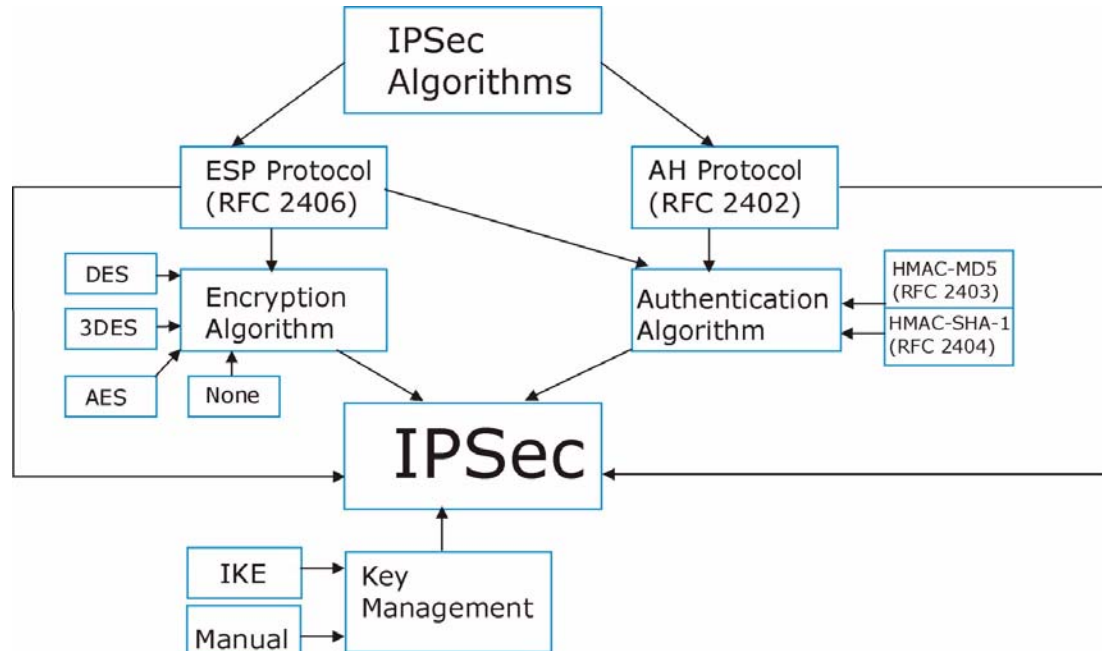 IPSec
Algorithms
ESP Protocol
(RFC 2406)
AH Protocol
(RFC 2402)
DES
3DES
AES
None
Encryption
Algorithm
Authentication
Algorithm
HMAC-MD5
(RFC 2403)
HMAC-SHA-1
(RFC 2404)
IPSec
IKE
Manual
Key
Management